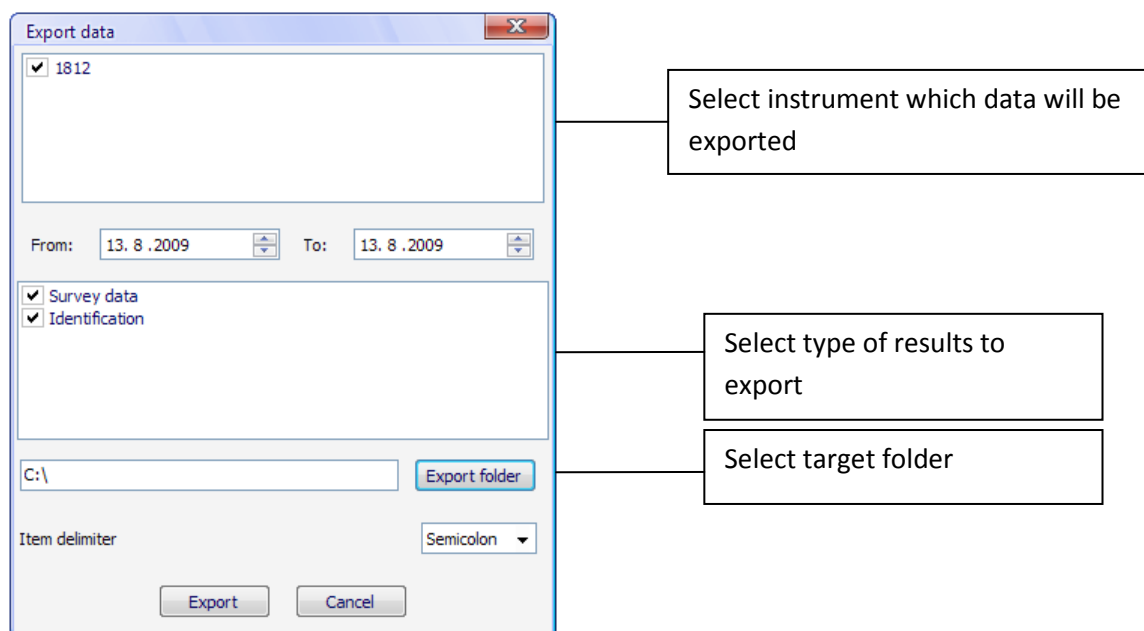 Export data
1812
Select instrument which data will be
exported
From: 13. 8 .2009 To: 13. 8 .2009
Survey data
Identification
Select type of results to
export
C:\ Export folder
Select target folder
Item delimiter Semicolon
Export Cancel